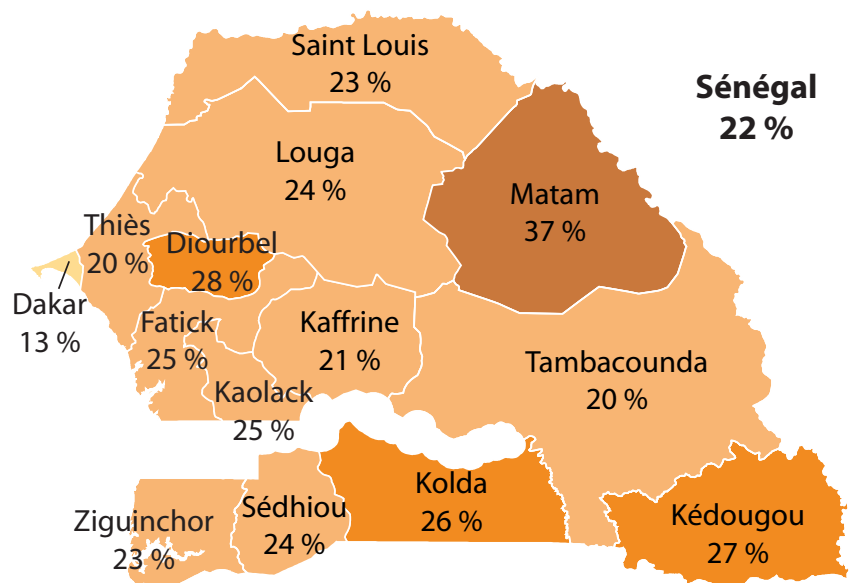 Saint Louis
23 %
Sénégal
22 %
Louga
24 %
Matam
37 %
Thiès
20 %
Diourbel
28 %
Dakar
13 %
Fatick
25 %
Kaffrine
21 %
Tambacounda
20 %
Kaolack
25 %
Kolda
26 %
Sédhiou
24 %
Ziguinchor
23 %
Kédougou
27 %